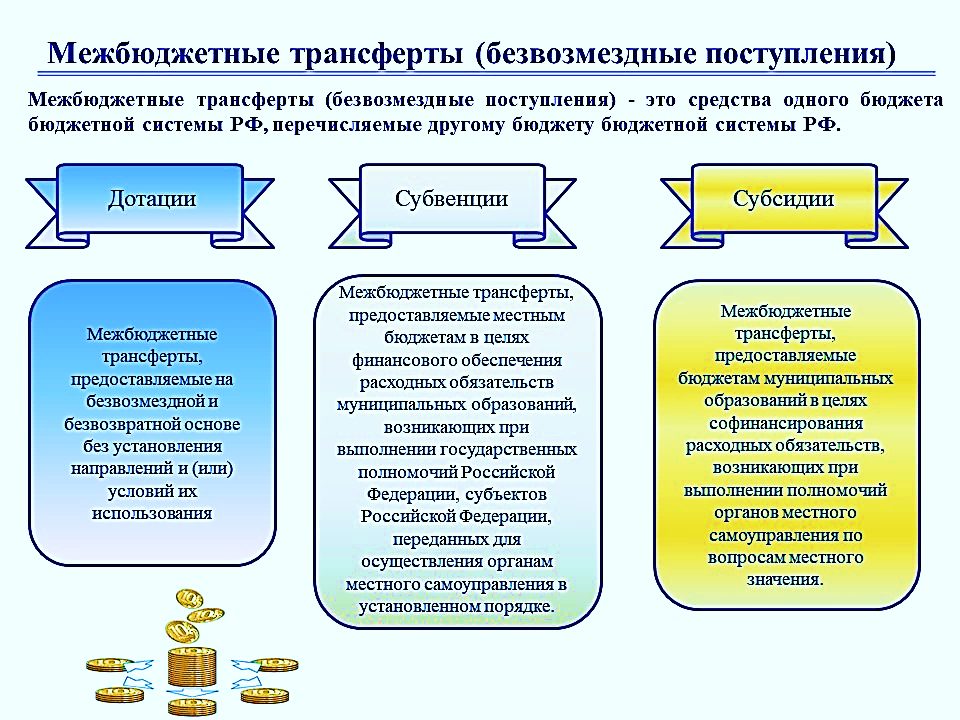 Межбюджетные трансферты (безвозмездные поступления)
Межбюджетные трансферты (безвозмездные поступления) - это средства одного бюджета
бюджетной системы РФ, перечисляемые другому бюджету бюджетной системы РФ.
Дотации
Межбюджетные
трансферты,
предоставляемые на
безвозмездной и
безвозвратной основе
без установления
направлений и (или)
условий их
использования
Субвенции
Межбюджетные трансферты,
предоставляемые местным
бюджетам в целях
финансового обеспечения
расходных обязательств
муниципальных образований,
возникающих при
выполнении государственных
полномочий Российской
Федерации, субъектов
Российской Федерации,
переданных для
осуществления органам
местного самоуправления в
установленном порядке.
Субсидии
Межбюджетные
трансферты,
предоставляемые
бюджетам муниципальных
образований в целях
софинансирования
расходных обязательств,
возникающих при
выполнении полномочий
органов местного
самоуправления по
вопросам местного
значения.